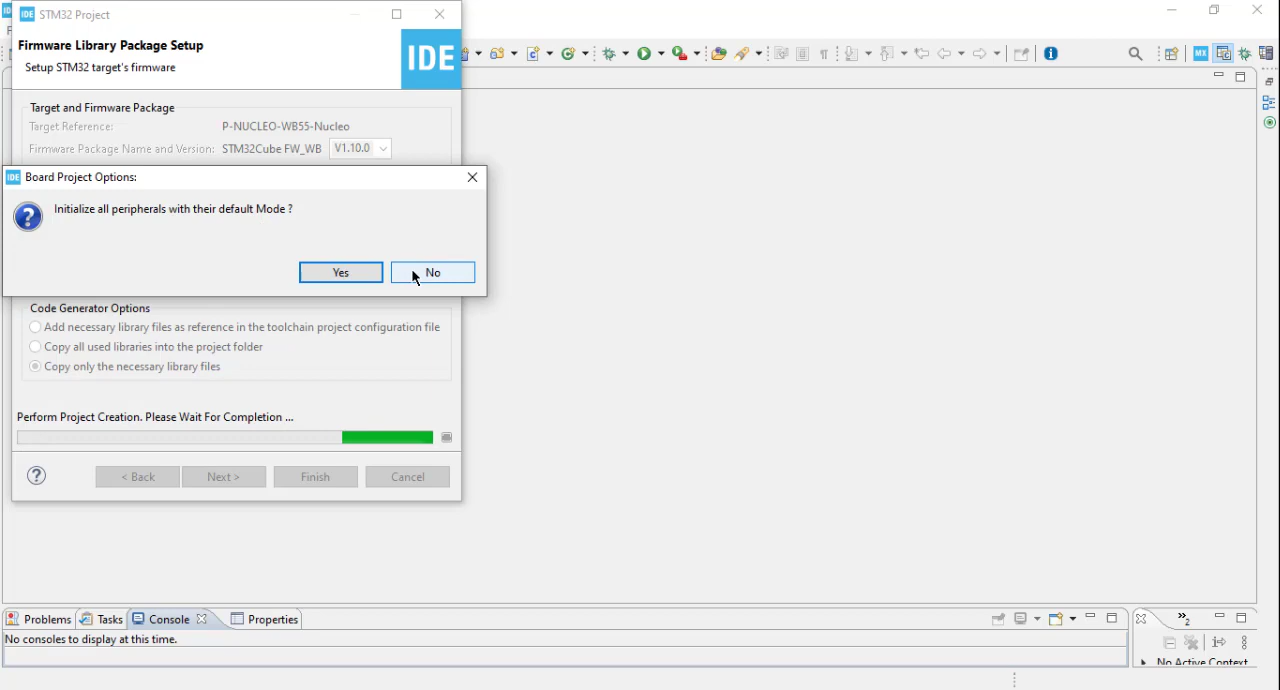 IDE STM32 Project
Firmware Library Package Setup
Setup STM32 target's firmware
IDE
Target and Firmware Package
Target Reference: P-NUCLEO-WB55-Nucleo
Firmware Package Name and Version: STM32Cube FW_WB V1.10.0
IDE Board Project Options:
Initialize all peripherals with their default Mode ?
Yes No
Code Generator Options
Add necessary library files as reference in the toolchain project configuration file
Copy all used libraries into the project folder
Copy only the necessary library files
Perform Project Creation. Please Wait For Completion ...
< Back Next > Finish Cancel
MX
Problems Tasks Console Properties
No consoles to display at this time.
»2
No Active Context